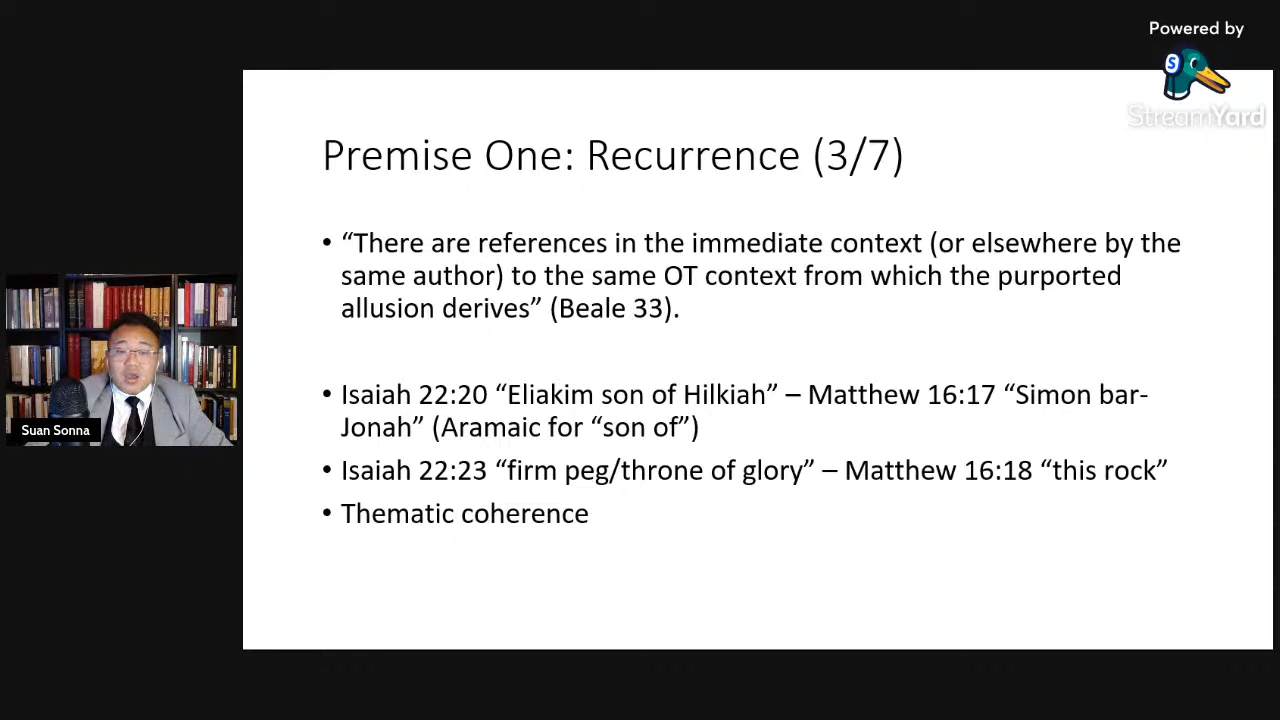 Powered by
S
StreamYard
Premise One: Recurrence (3/7)
• “There are references in the immediate context (or elsewhere by the
same author) to the same OT context from which the purported
allusion derives” (Beale 33).
• Isaiah 22:20 “Eliakim son of Hilkiah” – Matthew 16:17 “Simon bar-
Jonah” (Aramaic for “son of”)
• Isaiah 22:23 “firm peg/throne of glory” – Matthew 16:18 “this rock”
• Thematic coherence
Suan Sonna